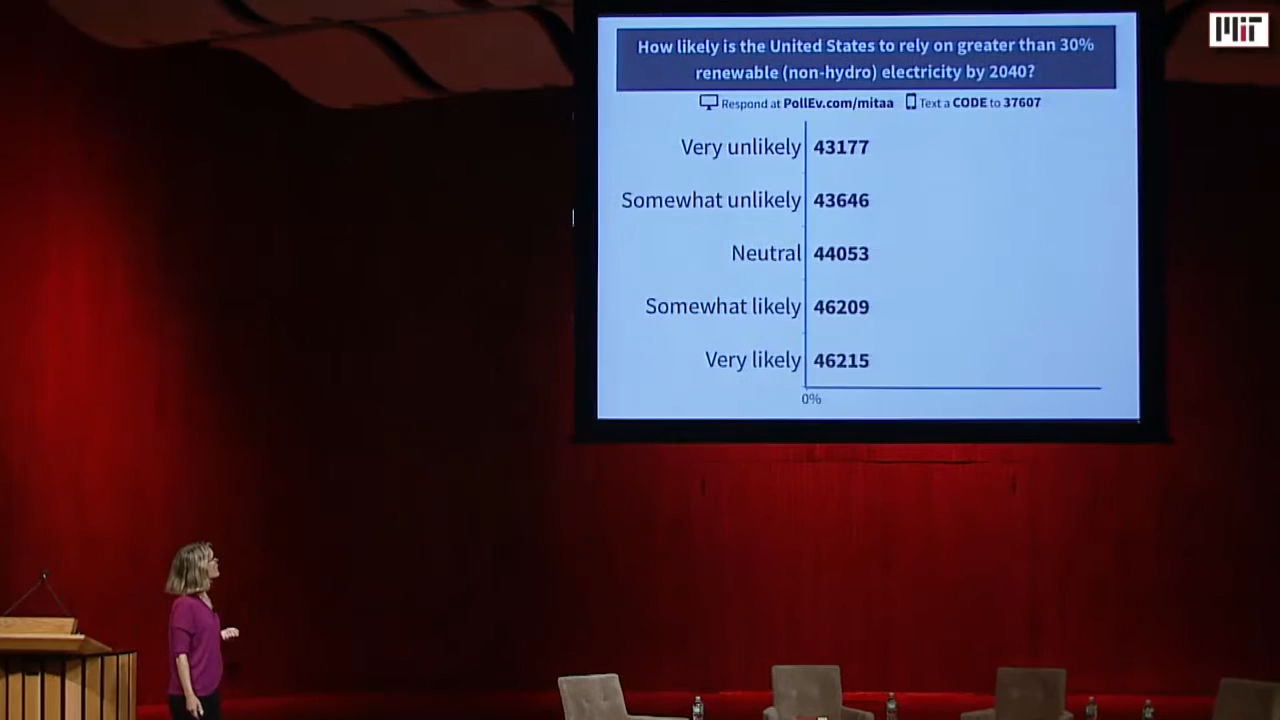 MIT
How likely is the United States to rely on greater than 30%
renewable (non-hydro) electricity by 2040?
Respond at PollEv.com/mitaa Text a CODE to 37607
Very unlikely 43177
Somewhat unlikely 43646
Neutral 44053
Somewhat likely 46209
Very likely 46215
0%